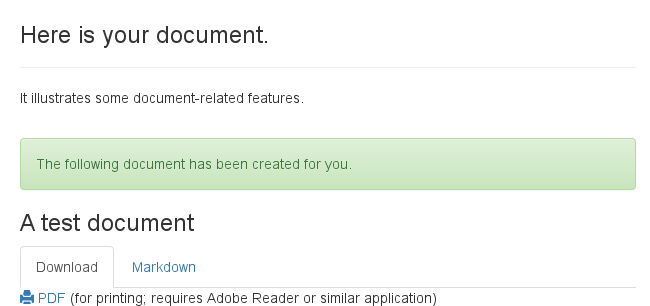 Here is your document.
It illustrates some document-related features.
The following document has been created for you.
A test document
Download Markdown
PDF (for printing; requires Adobe Reader or similar application)